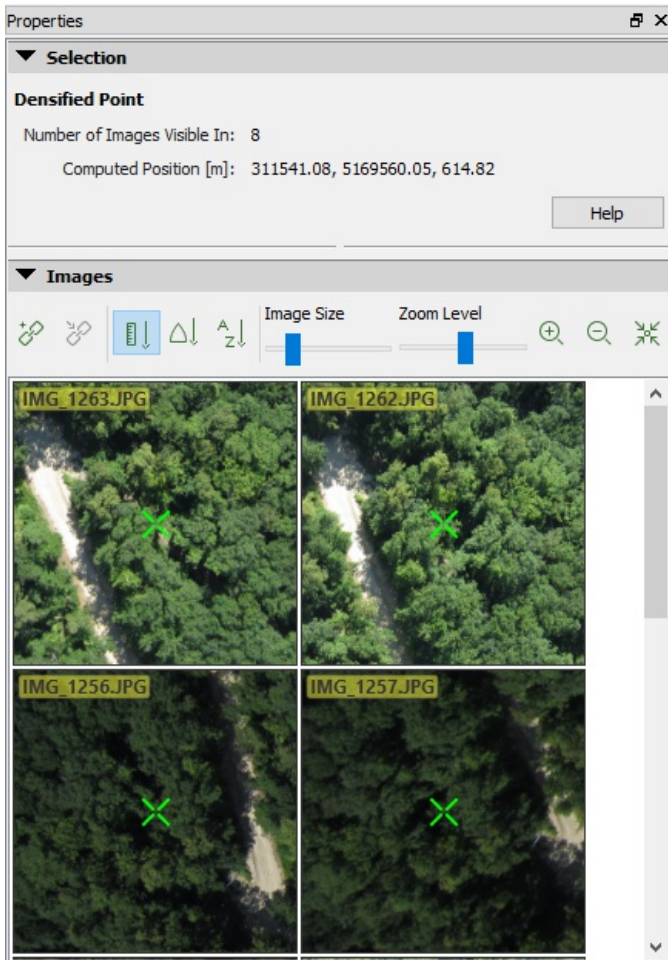 Properties
Selection
Densified Point
Number of Images Visible In: 8
Computed Position [m]: 311541.08, 5169560.05, 614.82
Help
Images
A
Z
Image Size
Zoom Level
IMG_1263.JPG
IMG_1262.JPG
IMG_1256.JPG
IMG_1257.JPG